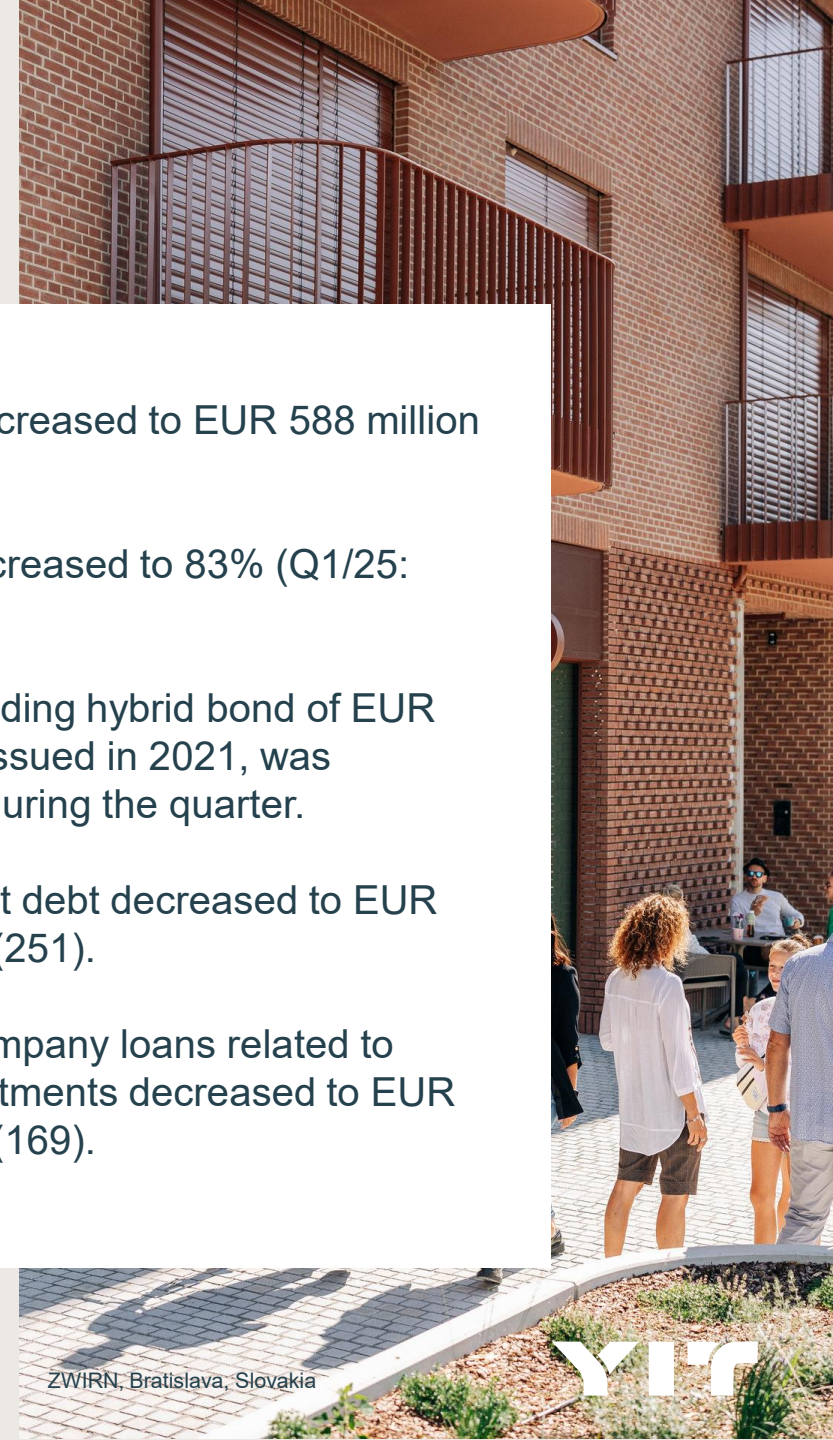 creased to EUR 588 million
creased to 83% (Q1/25:
ding hybrid bond of EUR
ssued in 2021, was
uring the quarter.
t debt decreased to EUR
(251).
mpany loans related to
tments decreased to EUR
(169).
ZWIRN, Bratislava, Slovakia
YIT